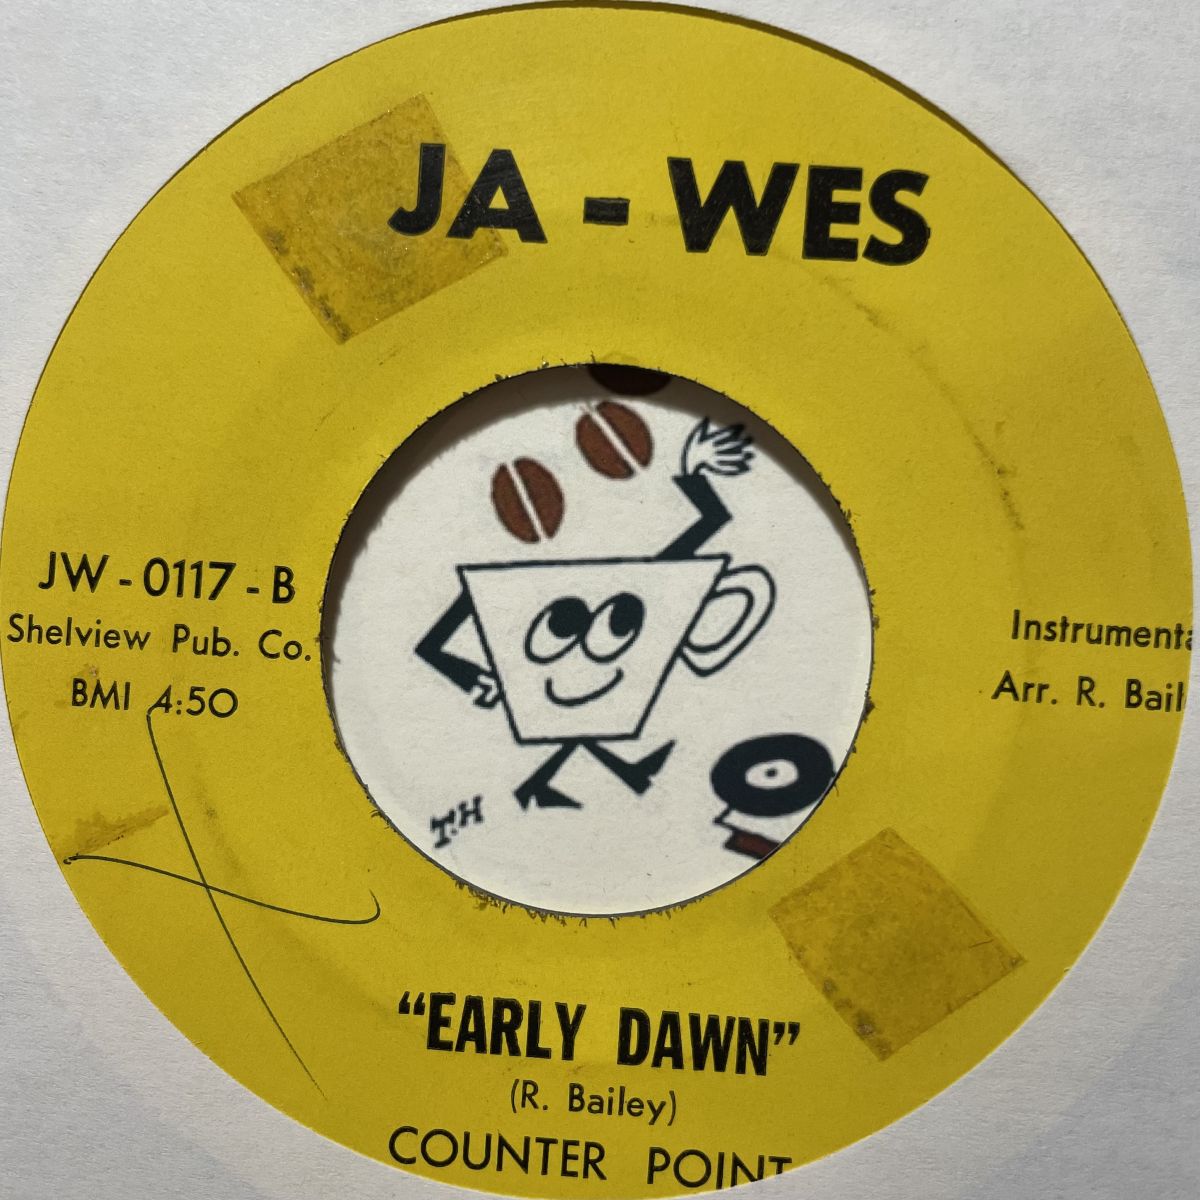 JA - WES
JW - 0117 - B
Shelview Pub. Co.
BMI 4:50
Instrumenta
Arr. R. Bail
T.H
"EARLY DAWN"
(R. Bailey)
COUNTER POINT